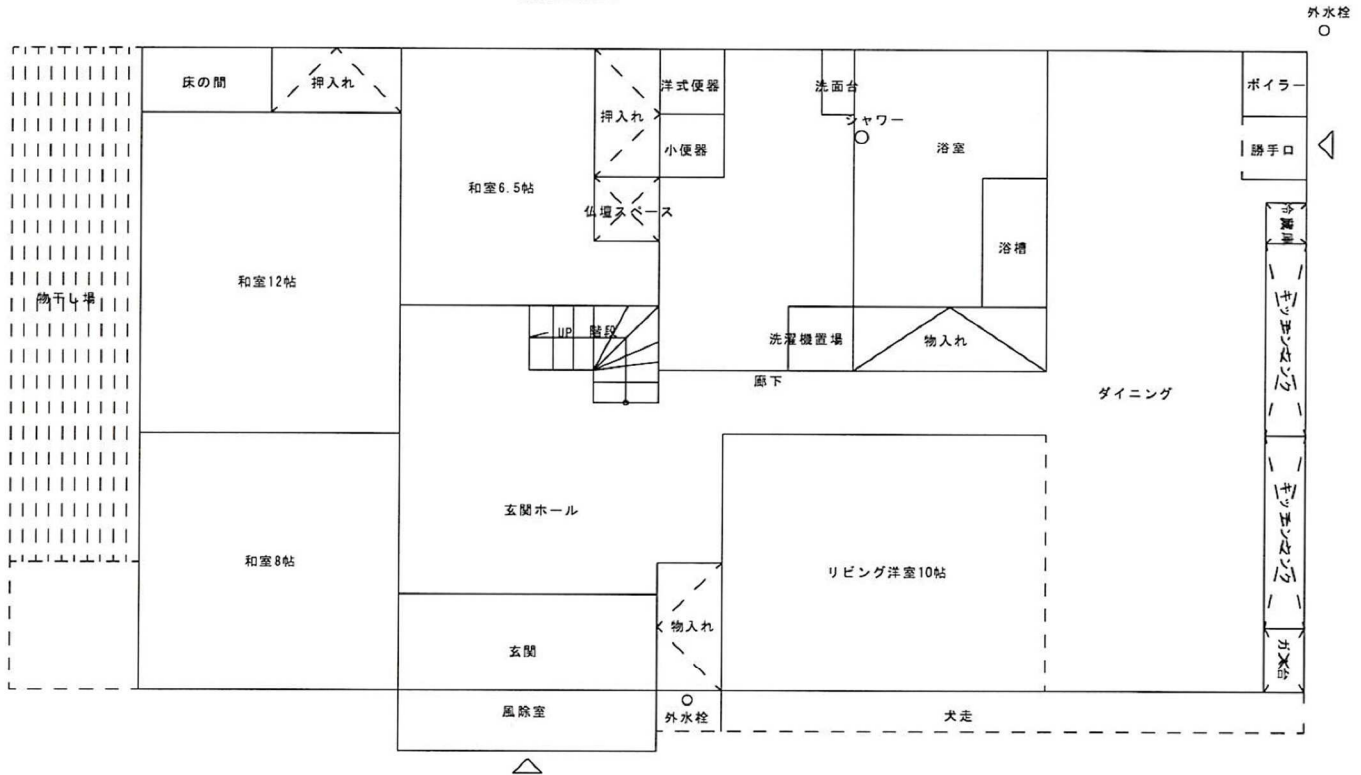 外水栓
床の間
押入れ
洋式便器
洗面台
ボイラー
押入れ
シャワー
小便器
浴室
勝手口
和室6.5帖
仏壇スペース
冷蔵庫
浴槽
和室12帖
物干し場
キッチンセンク
UP 階段
洗濯機置場
物入れ
廊下
ダイニング
玄関ホール
キッチンセンク
和室8帖
リビング洋室10帖
物入れ
玄関
ガス台
風除室
外水栓
犬走